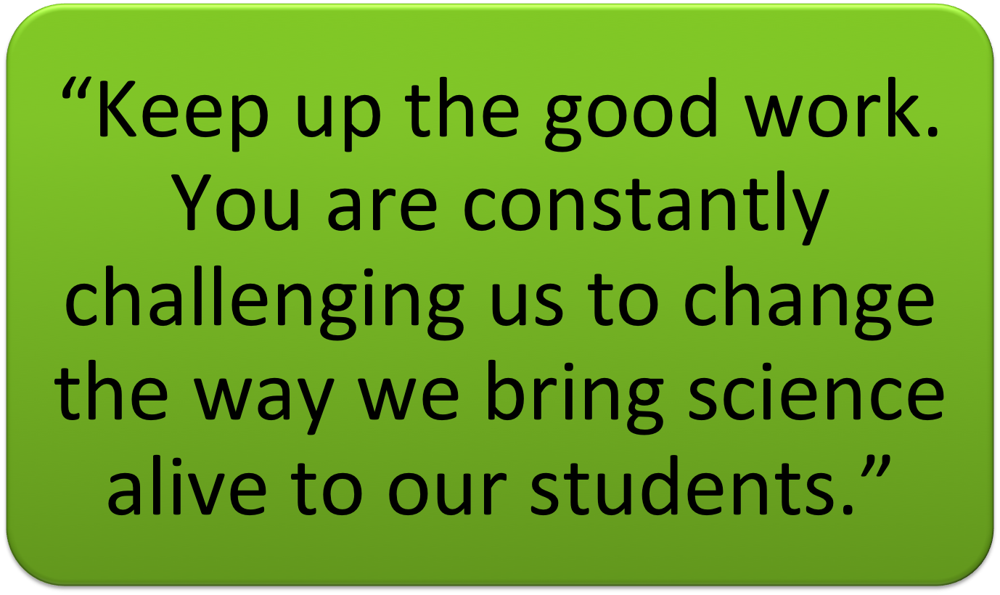 “Keep up the good work.
You are constantly
challenging us to change
the way we bring science
alive to our students.”